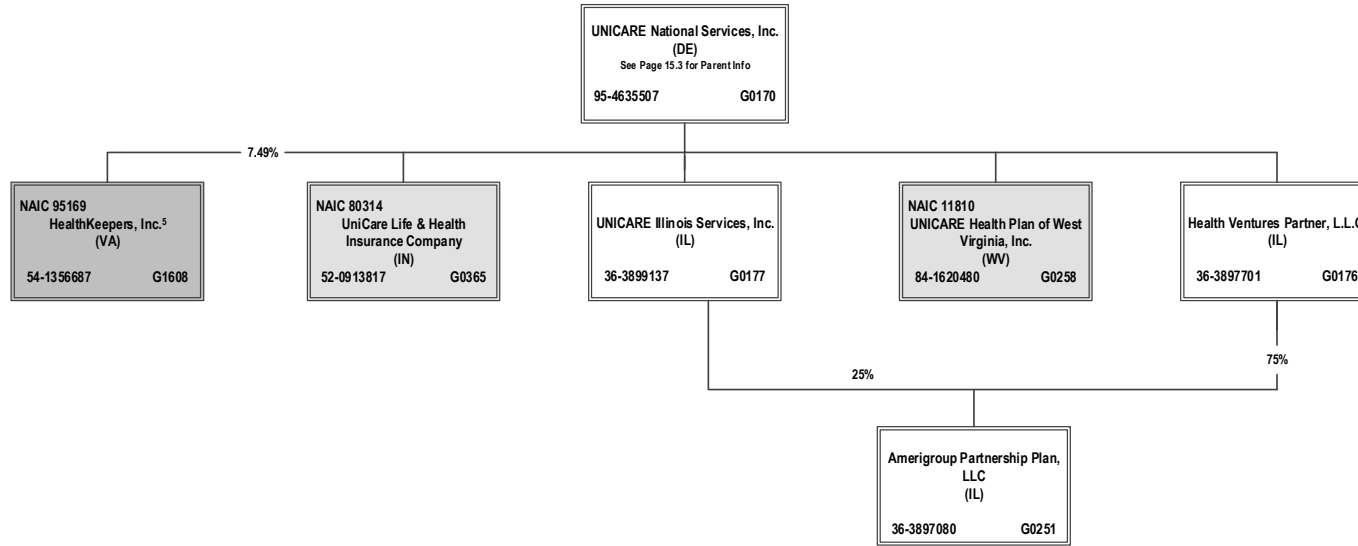 UNICARE National Services, Inc.
(DE)
See Page 15.3 for Parent Info
95-4635507 G0170
7.49%
NAIC 95169
HealthKeepers, Inc.⁵
(VA)
54-1356687 G1608
NAIC 80314
UniCare Life & Health
Insurance Company
(IN)
52-0913817 G0365
UNICARE Illinois Services, Inc.
(IL)
36-3899137 G0177
NAIC 11810
UNICARE Health Plan of West
Virginia, Inc.
(WV)
84-1620480 G0258
Health Ventures Partner, L.L.C
(IL)
36-3897701 G0176
25%
75%
Amerigroup Partnership Plan,
LLC
(IL)
36-3897080 G0251